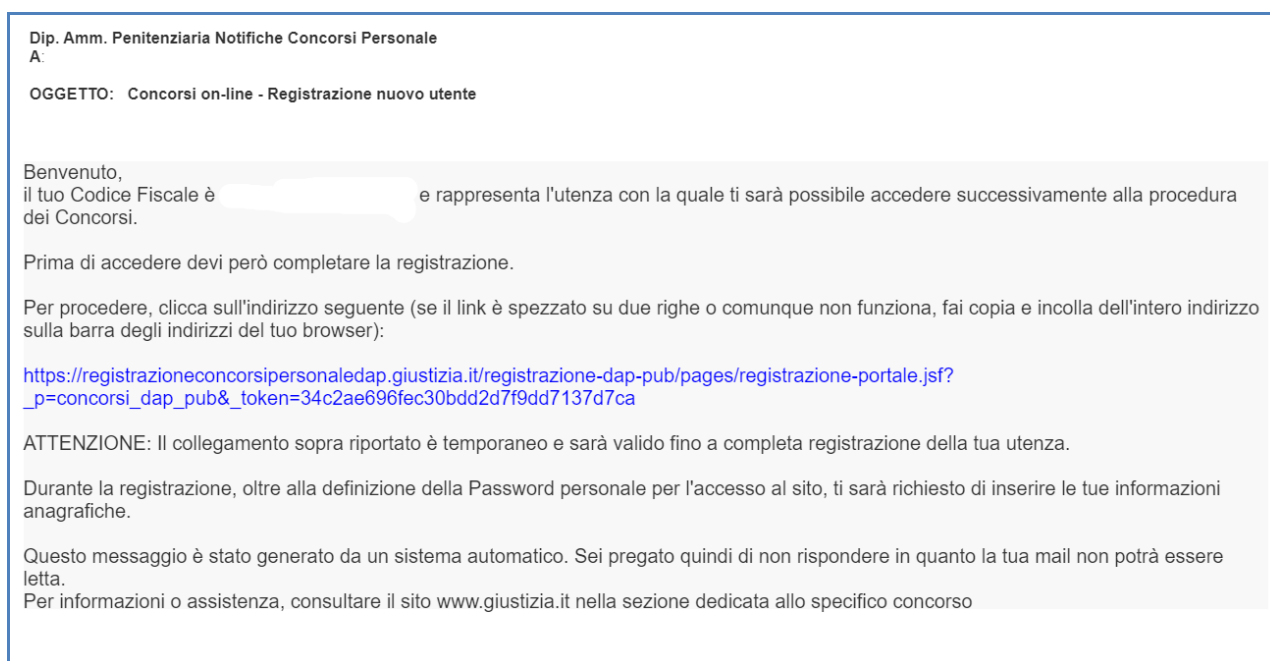 Dip. Amm. Penitenziaria Notifiche Concorsi Personale
A:
OGGETTO: Concorsi on-line - Registrazione nuovo utente
Benvenuto,
il tuo Codice Fiscale è e rappresenta l'utenza con la quale ti sarà possibile accedere successivamente alla procedura
dei Concorsi.
Prima di accedere devi però completare la registrazione.
Per procedere, clicca sull'indirizzo seguente (se il link è spezzato su due righe o comunque non funziona, fai copia e incolla dell'intero indirizzo
sulla barra degli indirizzi del tuo browser):
https://registrazioneconcorsipersonaledap.giustizia.it/registrazione-dap-pub/pages/registrazione-portale.jsf?
_p=concorsi_dap_pub&_token=34c2ae696fec30bdd2d7f9dd7137d7ca
ATTENZIONE: Il collegamento sopra riportato è temporaneo e sarà valido fino a completa registrazione della tua utenza.
Durante la registrazione, oltre alla definizione della Password personale per l'accesso al sito, ti sarà richiesto di inserire le tue informazioni
anagrafiche.
Questo messaggio è stato generato da un sistema automatico. Sei pregato quindi di non rispondere in quanto la tua mail non potrà essere
letta.
Per informazioni o assistenza, consultare il sito www.giustizia.it nella sezione dedicata allo specifico concorso